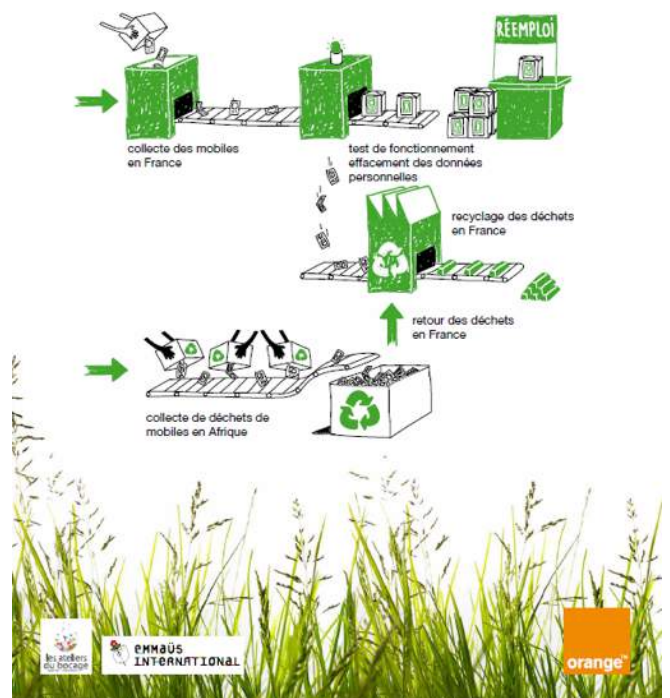 RÉEMPLOI
collecte des mobiles
en France
test de fonctionnement
effacement des données
personnelles
recyclage des déchets
en France
retour des déchets
en France
collecte de déchets de
mobiles en Afrique
les ateliers
du bocage
emmaüs
INTERNATIONAL
orange™